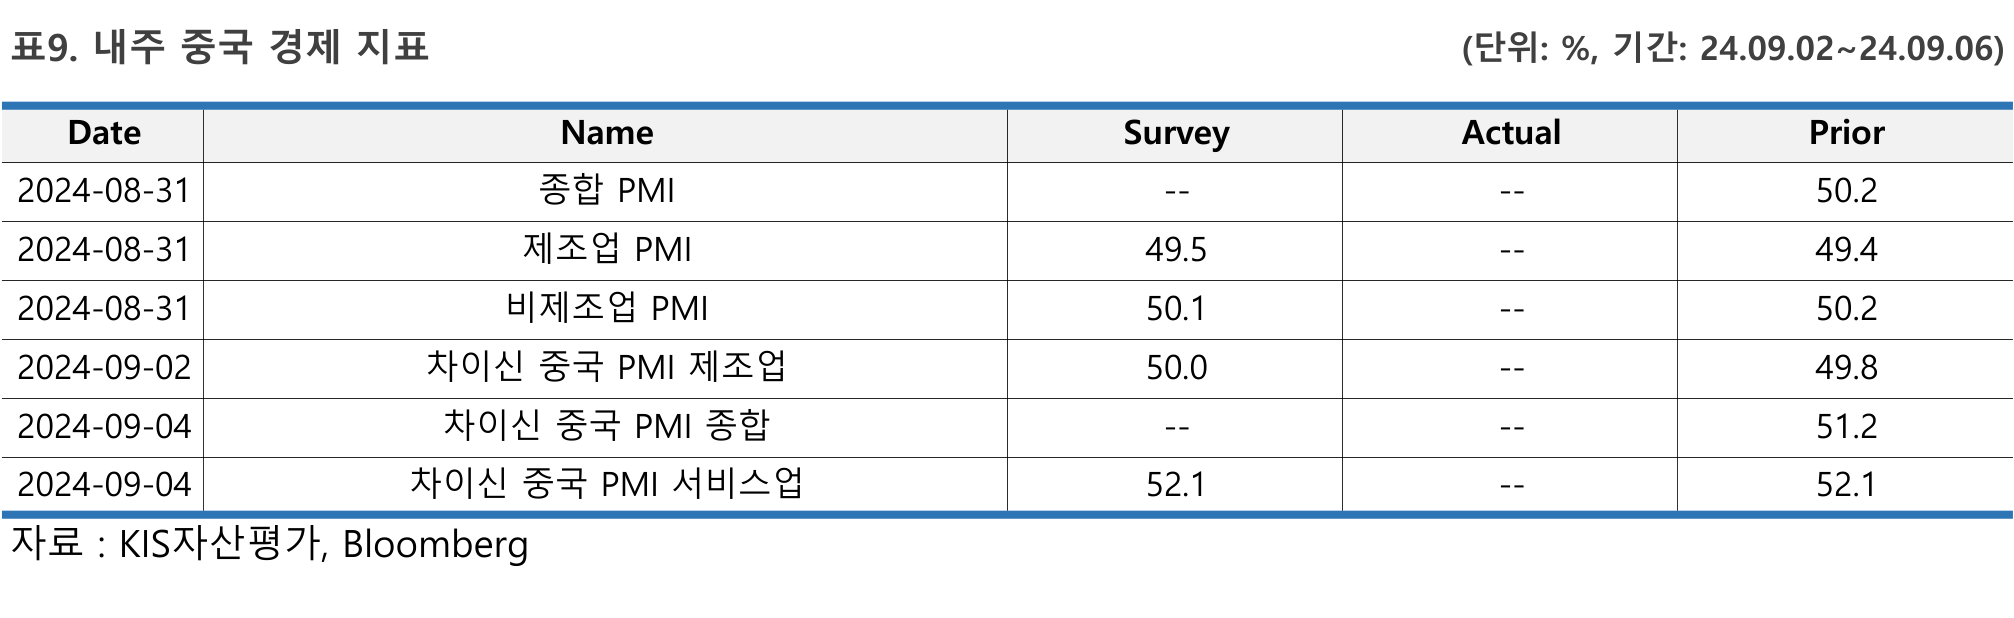 표9. 내주 중국 경제 지표 (단위: %, 기간: 24.09.02~24.09.06)
Date Name Survey Actual Prior
2024-08-31 종합 PMI -- -- 50.2
2024-08-31 제조업 PMI 49.5 -- 49.4
2024-08-31 비제조업 PMI 50.1 -- 50.2
2024-09-02 차이신 중국 PMI 제조업 50.0 -- 49.8
2024-09-04 차이신 중국 PMI 종합 -- -- 51.2
2024-09-04 차이신 중국 PMI 서비스업 52.1 -- 52.1
자료 : KIS자산평가, Bloomberg